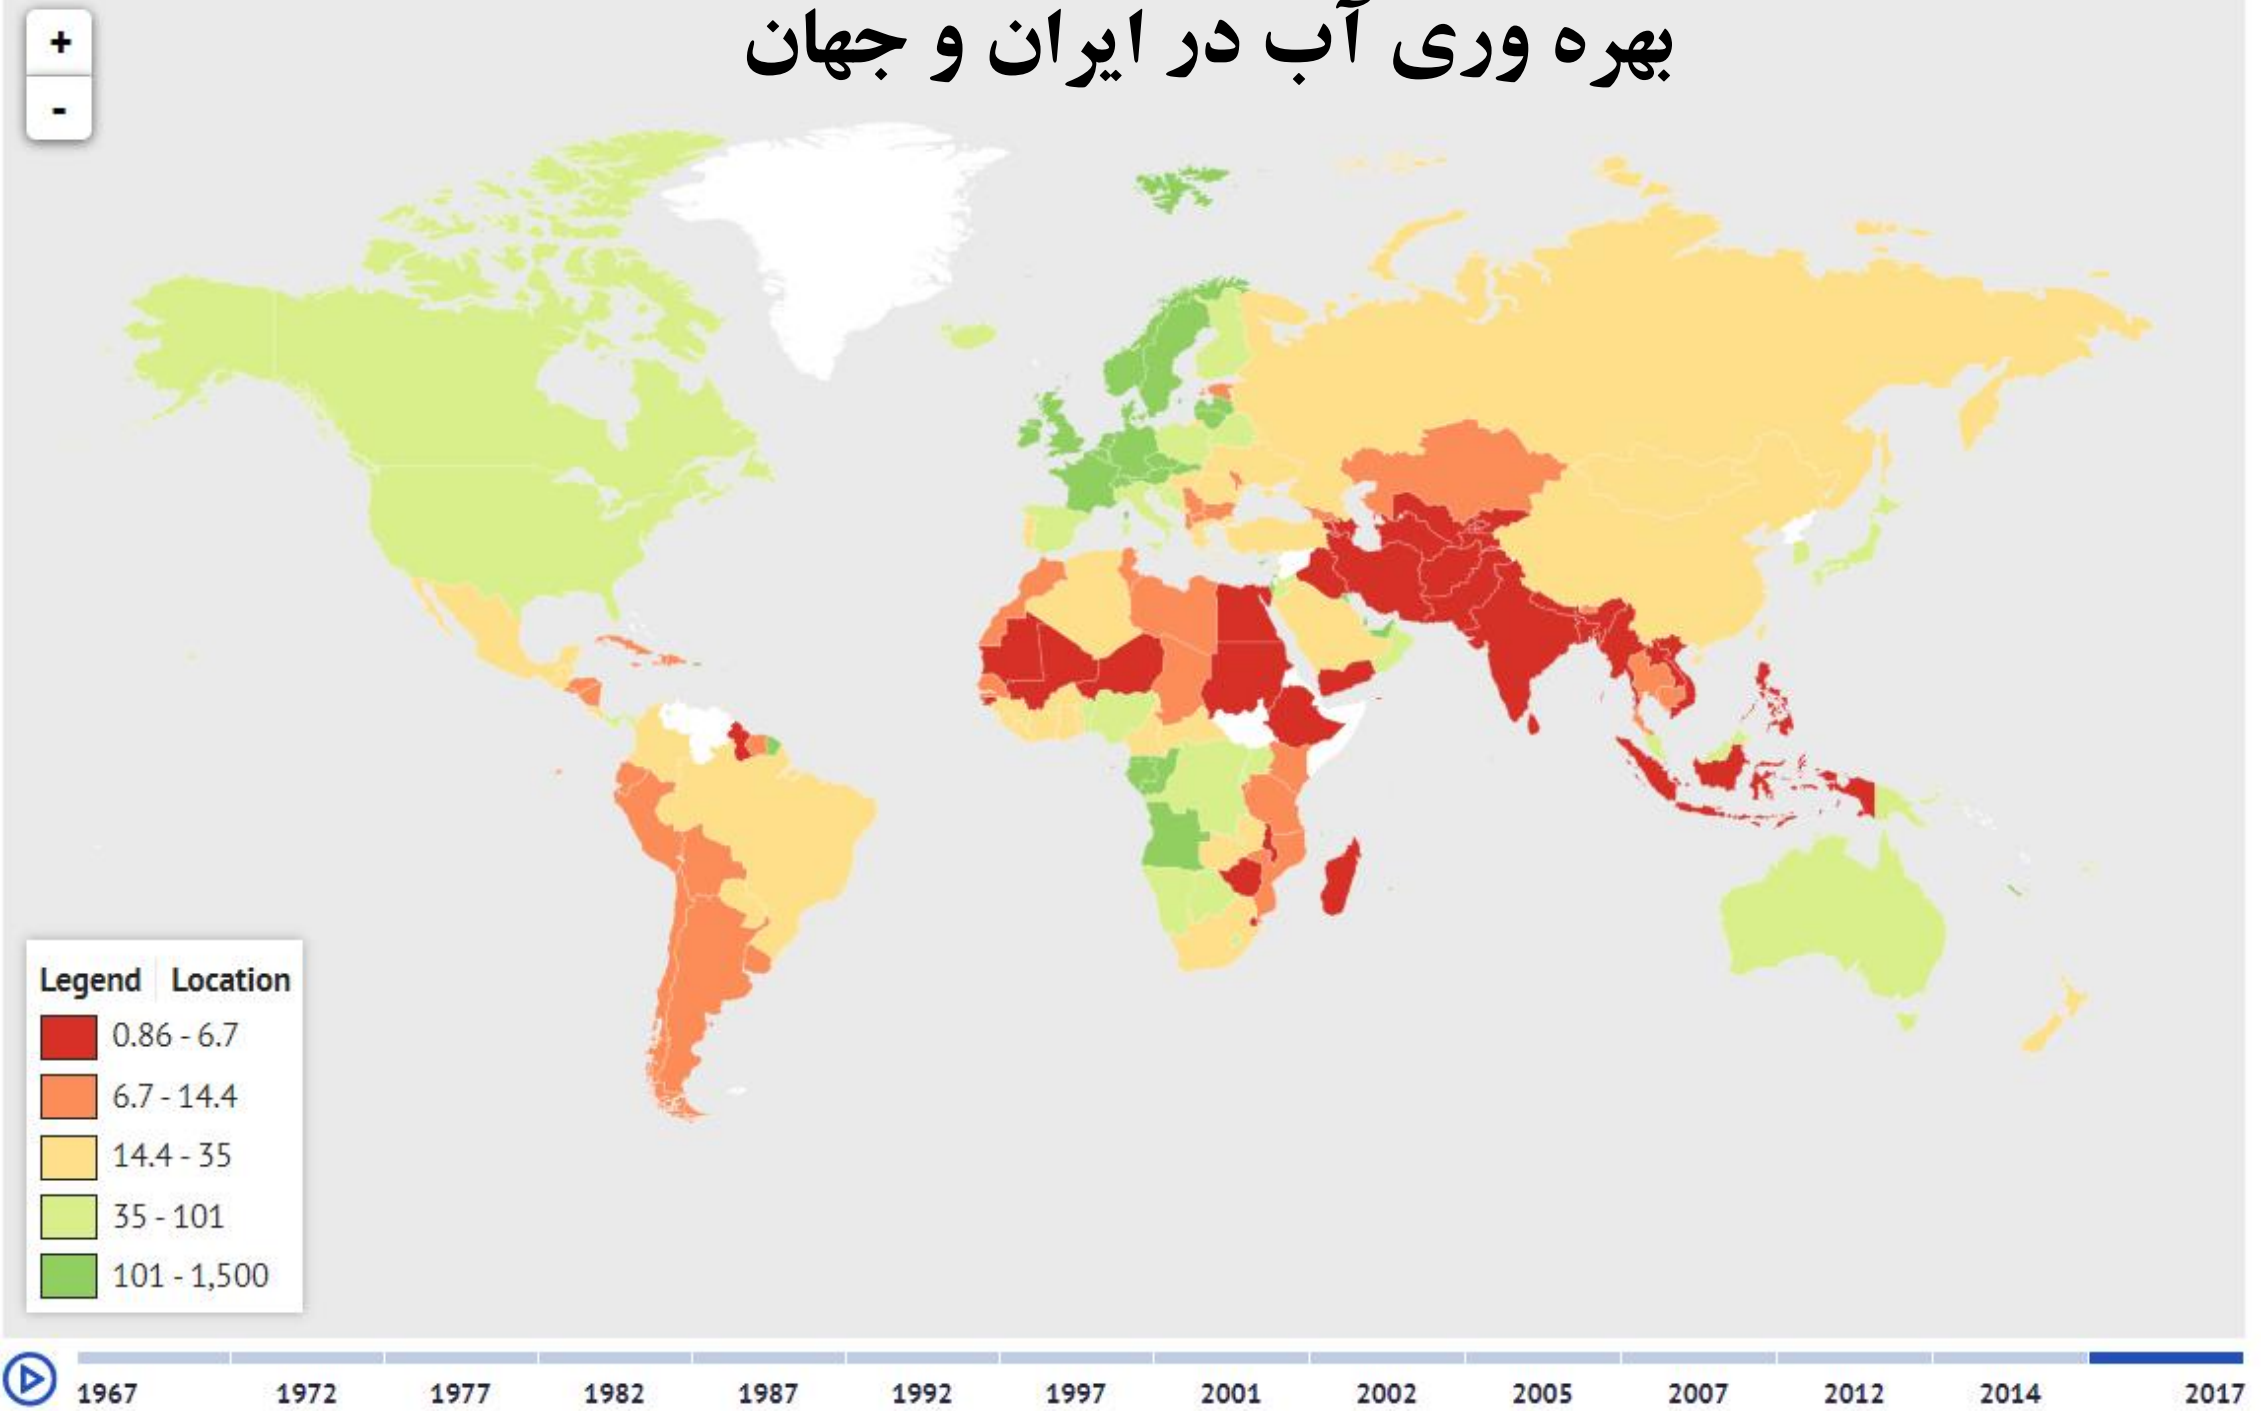 بهره وری آب در ایران و جهان
+
-
Legend Location
0.86 - 6.7
6.7 - 14.4
14.4 - 35
35 - 101
101 - 1,500
1967 1972 1977 1982 1987 1992 1997 2001 2002 2005 2007 2012 2014 2017